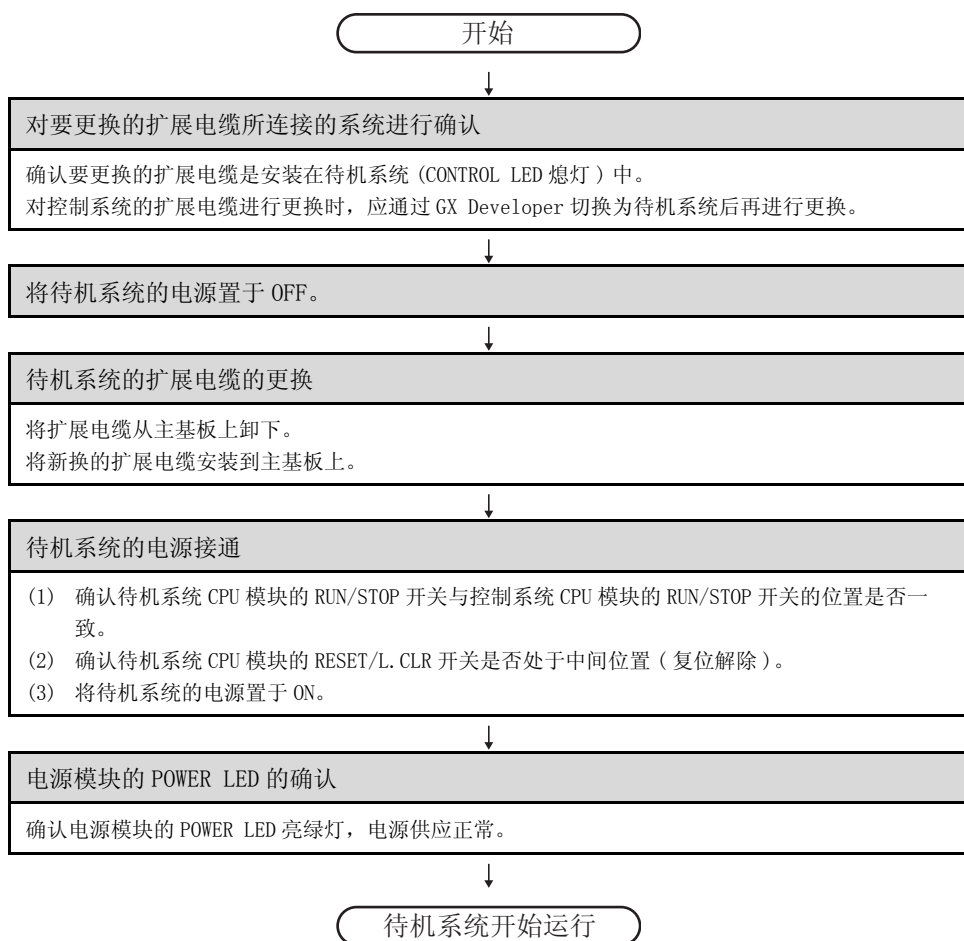 开始
对要更换的扩展电缆所连接的系统进行确认
确认要更换的扩展电缆是安装在待机系统 (CONTROL LED 熄灯 ) 中。
对控制系统的扩展电缆进行更换时，应通过 GX Developer 切换为待机系统后再进行更换。
将待机系统的电源置于 OFF。
待机系统的扩展电缆的更换
将扩展电缆从主基板上卸下。
将新换的扩展电缆安装到主基板上。
待机系统的电源接通
(1) 确认待机系统 CPU 模块的 RUN/STOP 开关与控制系统 CPU 模块的 RUN/STOP 开关的位置是否一
致。
(2) 确认待机系统 CPU 模块的 RESET/L.CLR 开关是否处于中间位置 ( 复位解除 )。
(3) 将待机系统的电源置于 ON。
电源模块的 POWER LED 的确认
确认电源模块的 POWER LED 亮绿灯，电源供应正常。
待机系统开始运行